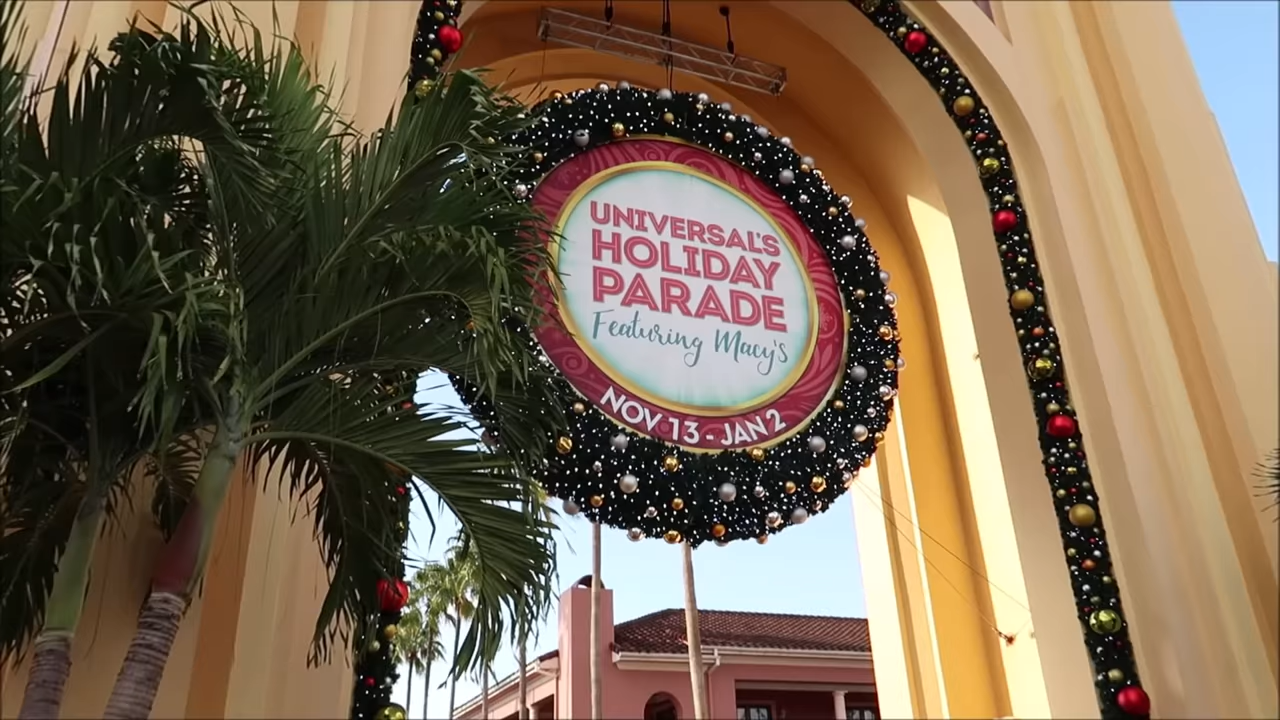 UNIVERSAL'S
HOLIDAY
PARADE
Featuring Macy's
NOV 13 - JAN 2